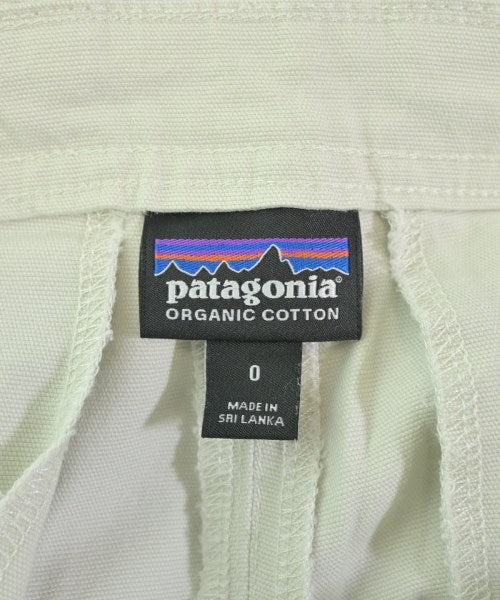 patagonia®
ORGANIC COTTON
0
MADE IN
SRI LANKA